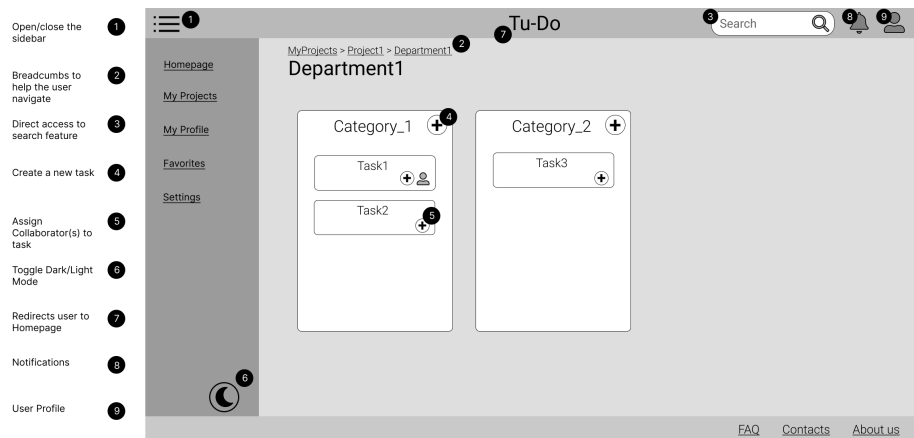 Open/close the
sidebar
1
Breadcumbs to
help the user
navigate
2
Direct access to
search feature
3
Create a new task
4
Assign
Collaborator(s) to
task
5
Toggle Dark/Light
Mode
6
Redirects user to
Homepage
7
Notifications
8
User Profile
9
1
Tu-Do
7
3
Search
8
9
Homepage
My Projects
My Profile
Favorites
Settings
6
MyProjects > Project1 > Department1
2
Department1
Category_1
4
Task1
Task2
5
Category_2
Task3
FAQ Contacts About us